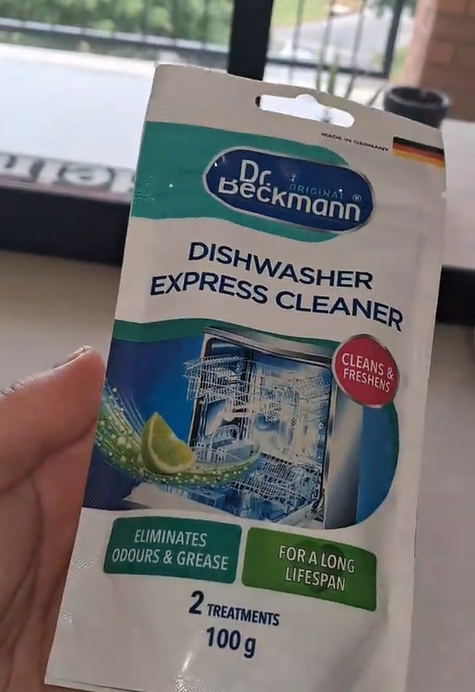 MADE IN GERMANY
Dr.
ORIGINAL
Beckmann®
DISHWASHER
EXPRESS CLEANER
CLEANS &
FRESHENS
ELIMINATES
ODOURS & GREASE
FOR A LONG
LIFESPAN
2 TREATMENTS
100g